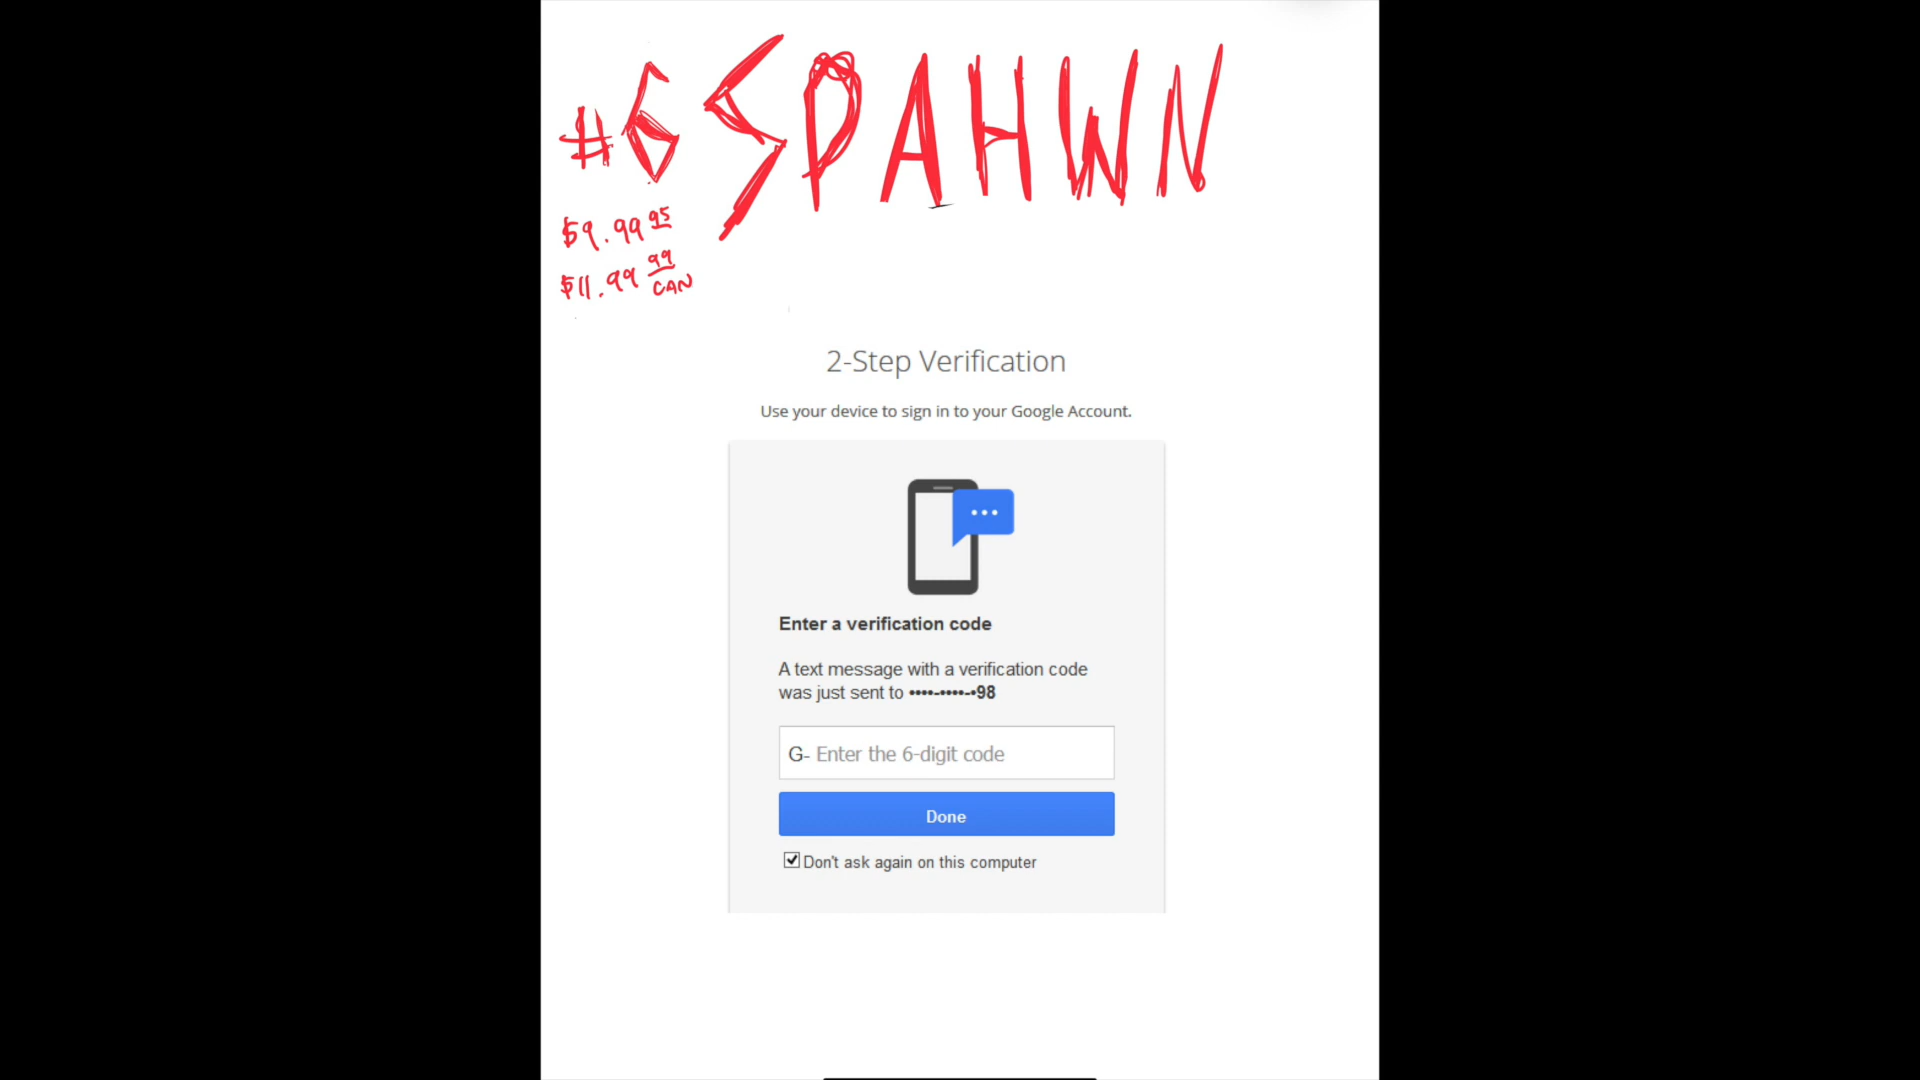 #6 SPAHWN
$9.99 95
$11.99 99 CAN
2-Step Verification
Use your device to sign in to your Google Account.
Enter a verification code
A text message with a verification code
was just sent to ••••-••••-•98
G- Enter the 6-digit code
Done
Don't ask again on this computer